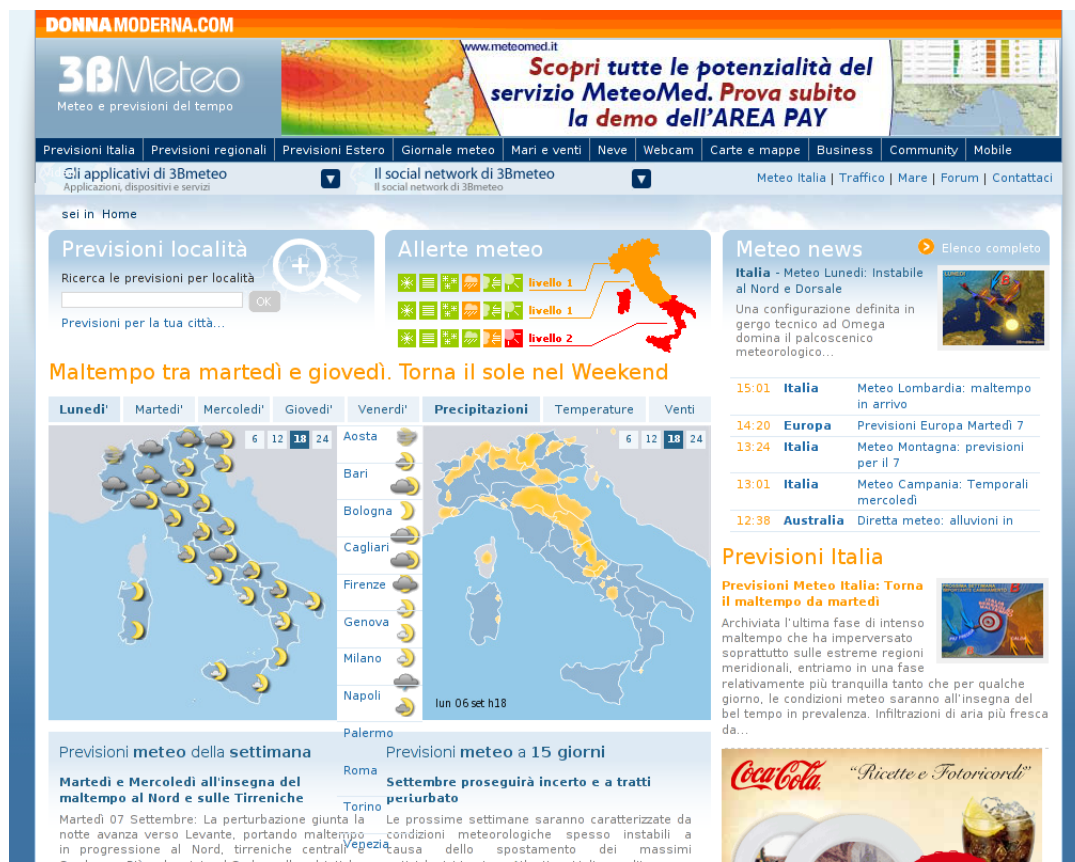 DONNAMODERNA.COM
3BMeteo
Meteo e previsioni del tempo
www.meteomed.it
Scopri tutte le potenzialità del
servizio MeteoMed. Prova subito
la demo dell'AREA PAY
Previsioni Italia
Previsioni regionali
Previsioni Estero
Giornale meteo
Mari e venti
Neve
Webcam
Carte e mappe
Business
Community
Mobile
Gli applicativi di 3Bmeteo
Applicazioni, dispositivi e servizi
Il social network di 3Bmeteo
Il social network di 3Bmeteo
Meteo Italia | Traffico | Mare | Forum | Contattaci
sei in Home
Previsioni località
Ricerca le previsioni per località
OK
Previsioni per la tua città...
Allerte meteo
livello 1
livello 1
livello 2
Meteo news
Elenco completo
Italia - Meteo Lunedi: Instabile
al Nord e Dorsale
Una configurazione definita in
gergo tecnico ad Omega
domina il palcoscenico
meteorologico...
LUNEDI
B
15:01 Italia Meteo Lombardia: maltempo
in arrivo
14:20 Europa Previsioni Europa Martedì 7
13:24 Italia Meteo Montagna: previsioni
per il 7
13:01 Italia Meteo Campania: Temporali
mercoledì
12:38 Australia Diretta meteo: alluvioni in
Maltempo tra martedì e giovedì. Torna il sole nel Weekend
Lunedi'
Martedi'
Mercoledi'
Giovedi'
Venerdi'
Precipitazioni
Temperature
Venti
6 12 18 24
Aosta
Bari
Bologna
Cagliari
Firenze
Genova
Milano
Napoli
Palermo
Roma
Torino
Venezia
6 12 18 24
lun 06 set h18
Previsioni Italia
Previsioni Meteo Italia: Torna
il maltempo da martedì
Archiviata l'ultima fase di intenso
maltempo che ha imperversato
soprattutto sulle estreme regioni
meridionali, entriamo in una fase
relativamente più tranquilla tanto che per qualche
giorno, le condizioni meteo saranno all'insegna del
bel tempo in prevalenza. Infiltrazioni di aria più fresca
da...
PROSSIMA SETTIMANA
IMPORTANTE CAMBIAMENTO
B
Previsioni meteo della settimana
Martedì e Mercoledì all'insegna del
maltempo al Nord e sulle Tirreniche
Martedì 07 Settembre: La perturbazione giunta la
notte avanza verso Levante, portando maltempo
in progressione al Nord, tirreniche centrali e
Previsioni meteo a 15 giorni
Settembre proseguirà incerto e a tratti
perturbato
Le prossime settimane saranno caratterizzate da
condizioni meteorologiche spesso instabili a
causa dello spostamento dei massimi
Coca-Cola
"Ricette e Fotoricordi"